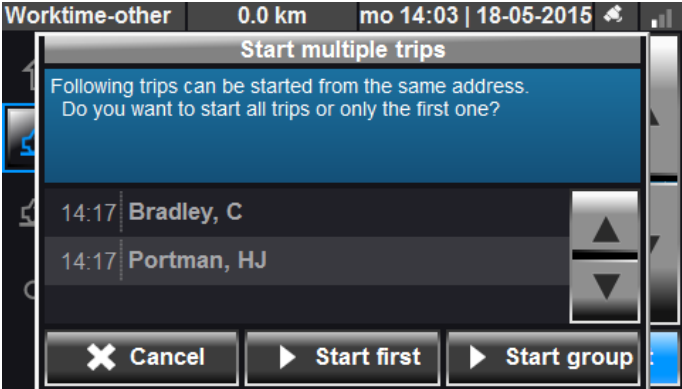 Worktime-other 0.0 km mo 14:03 | 18-05-2015
Start multiple trips
Following trips can be started from the same address.
Do you want to start all trips or only the first one?
14:17 Bradley, C
14:17 Portman, HJ
Cancel Start first Start group